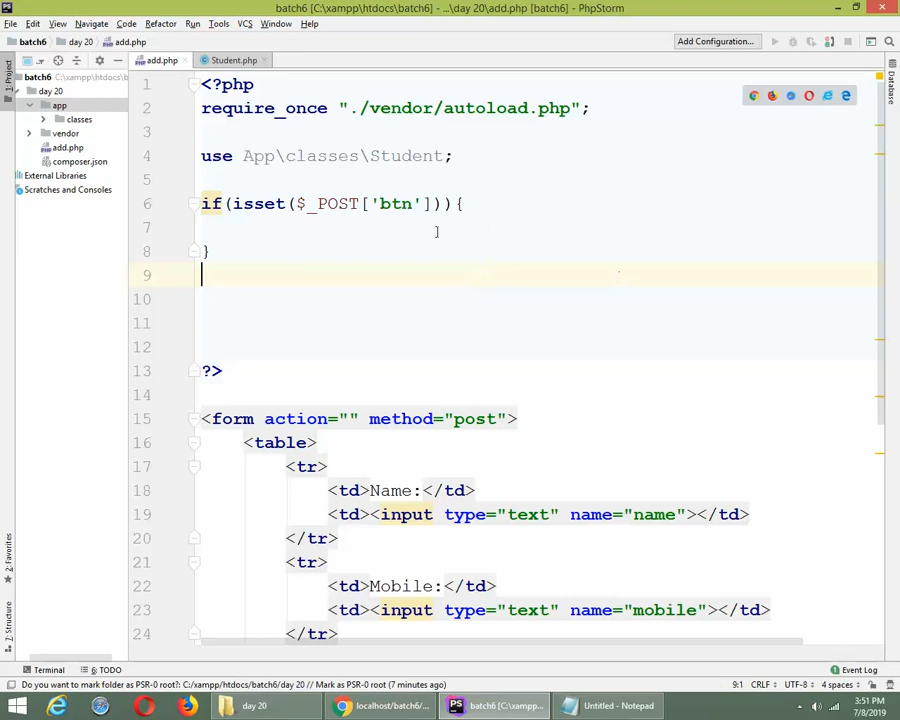 batch6 [C:\xampp\htdocs\batch6] - ...\day 20\add.php [batch6] - PhpStorm
File Edit View Navigate Code Refactor Run Tools VCS Window Help
batch6 day 20 add.php
Add Configuration...
1: Project
Project
add.php
Student.php
batch6 C:\xampp\htdocs\b
day 20
app
classes
vendor
add.php
composer.json
External Libraries
Scratches and Consoles
1 <?php
2 require_once "./vendor/autoload.php";
3
4 use App\classes\Student;
5
6 if(isset($_POST['btn'])){
7
8 }
9
10
11
12
13 ?>
14
15 <form action="" method="post">
16 <table>
17 <tr>
18 <td>Name:</td>
19 <td><input type="text" name="name"></td>
20 </tr>
21 <tr>
22 <td>Mobile:</td>
23 <td><input type="text" name="mobile"></td>
24 </tr>
Database
2: Favorites
7: Structure
Terminal 6: TODO
Event Log
Do you want to mark folder as PSR-0 root?: // Mark as PSR-0 root (7 minutes ago)
9:1 CRLF UTF-8 4 spaces
day 20
localhost/batch6/...
batch6 [C:\xampp...
Untitled - Notepad
3:51 PM
7/8/2019